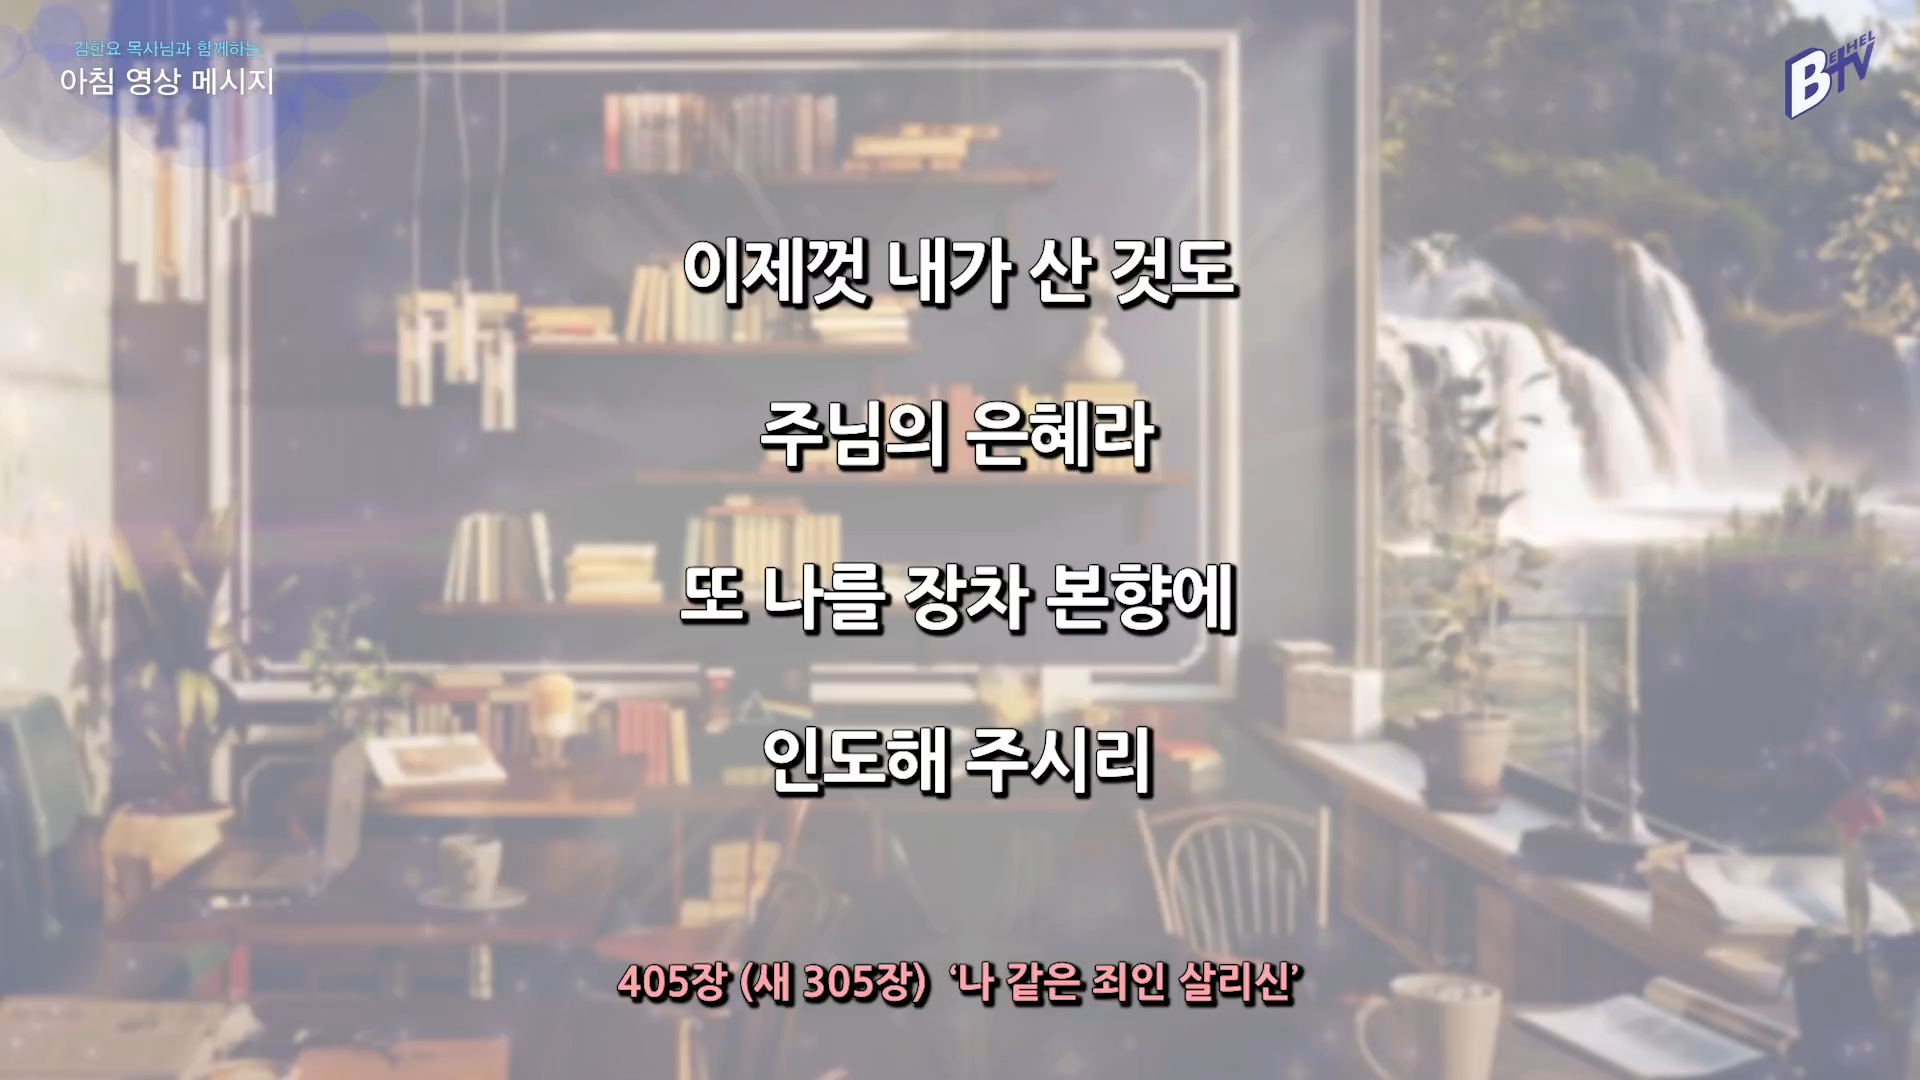 김한요 목사님과 함께하는
아침 영상 메시지
BETHEL TV
이제껏 내가 산 것도
주님의 은혜라
또 나를 장차 본향에
인도해 주시리
405장 (새 305장) ‘나 같은 죄인 살리신’